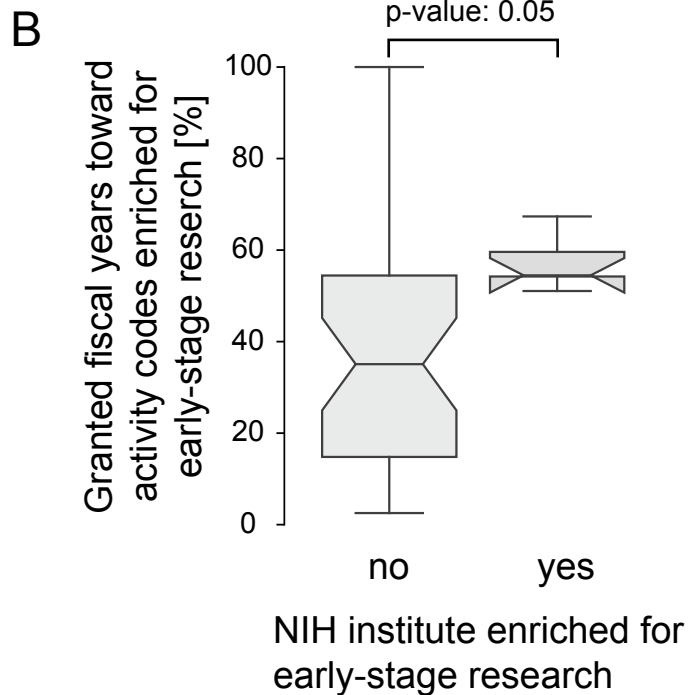 B
p-value: 0.05
Granted fiscal years toward
activity codes enriched for
early-stage reserch [%]
100
80
60
40
20
0
no
yes
NIH institute enriched for
early-stage research